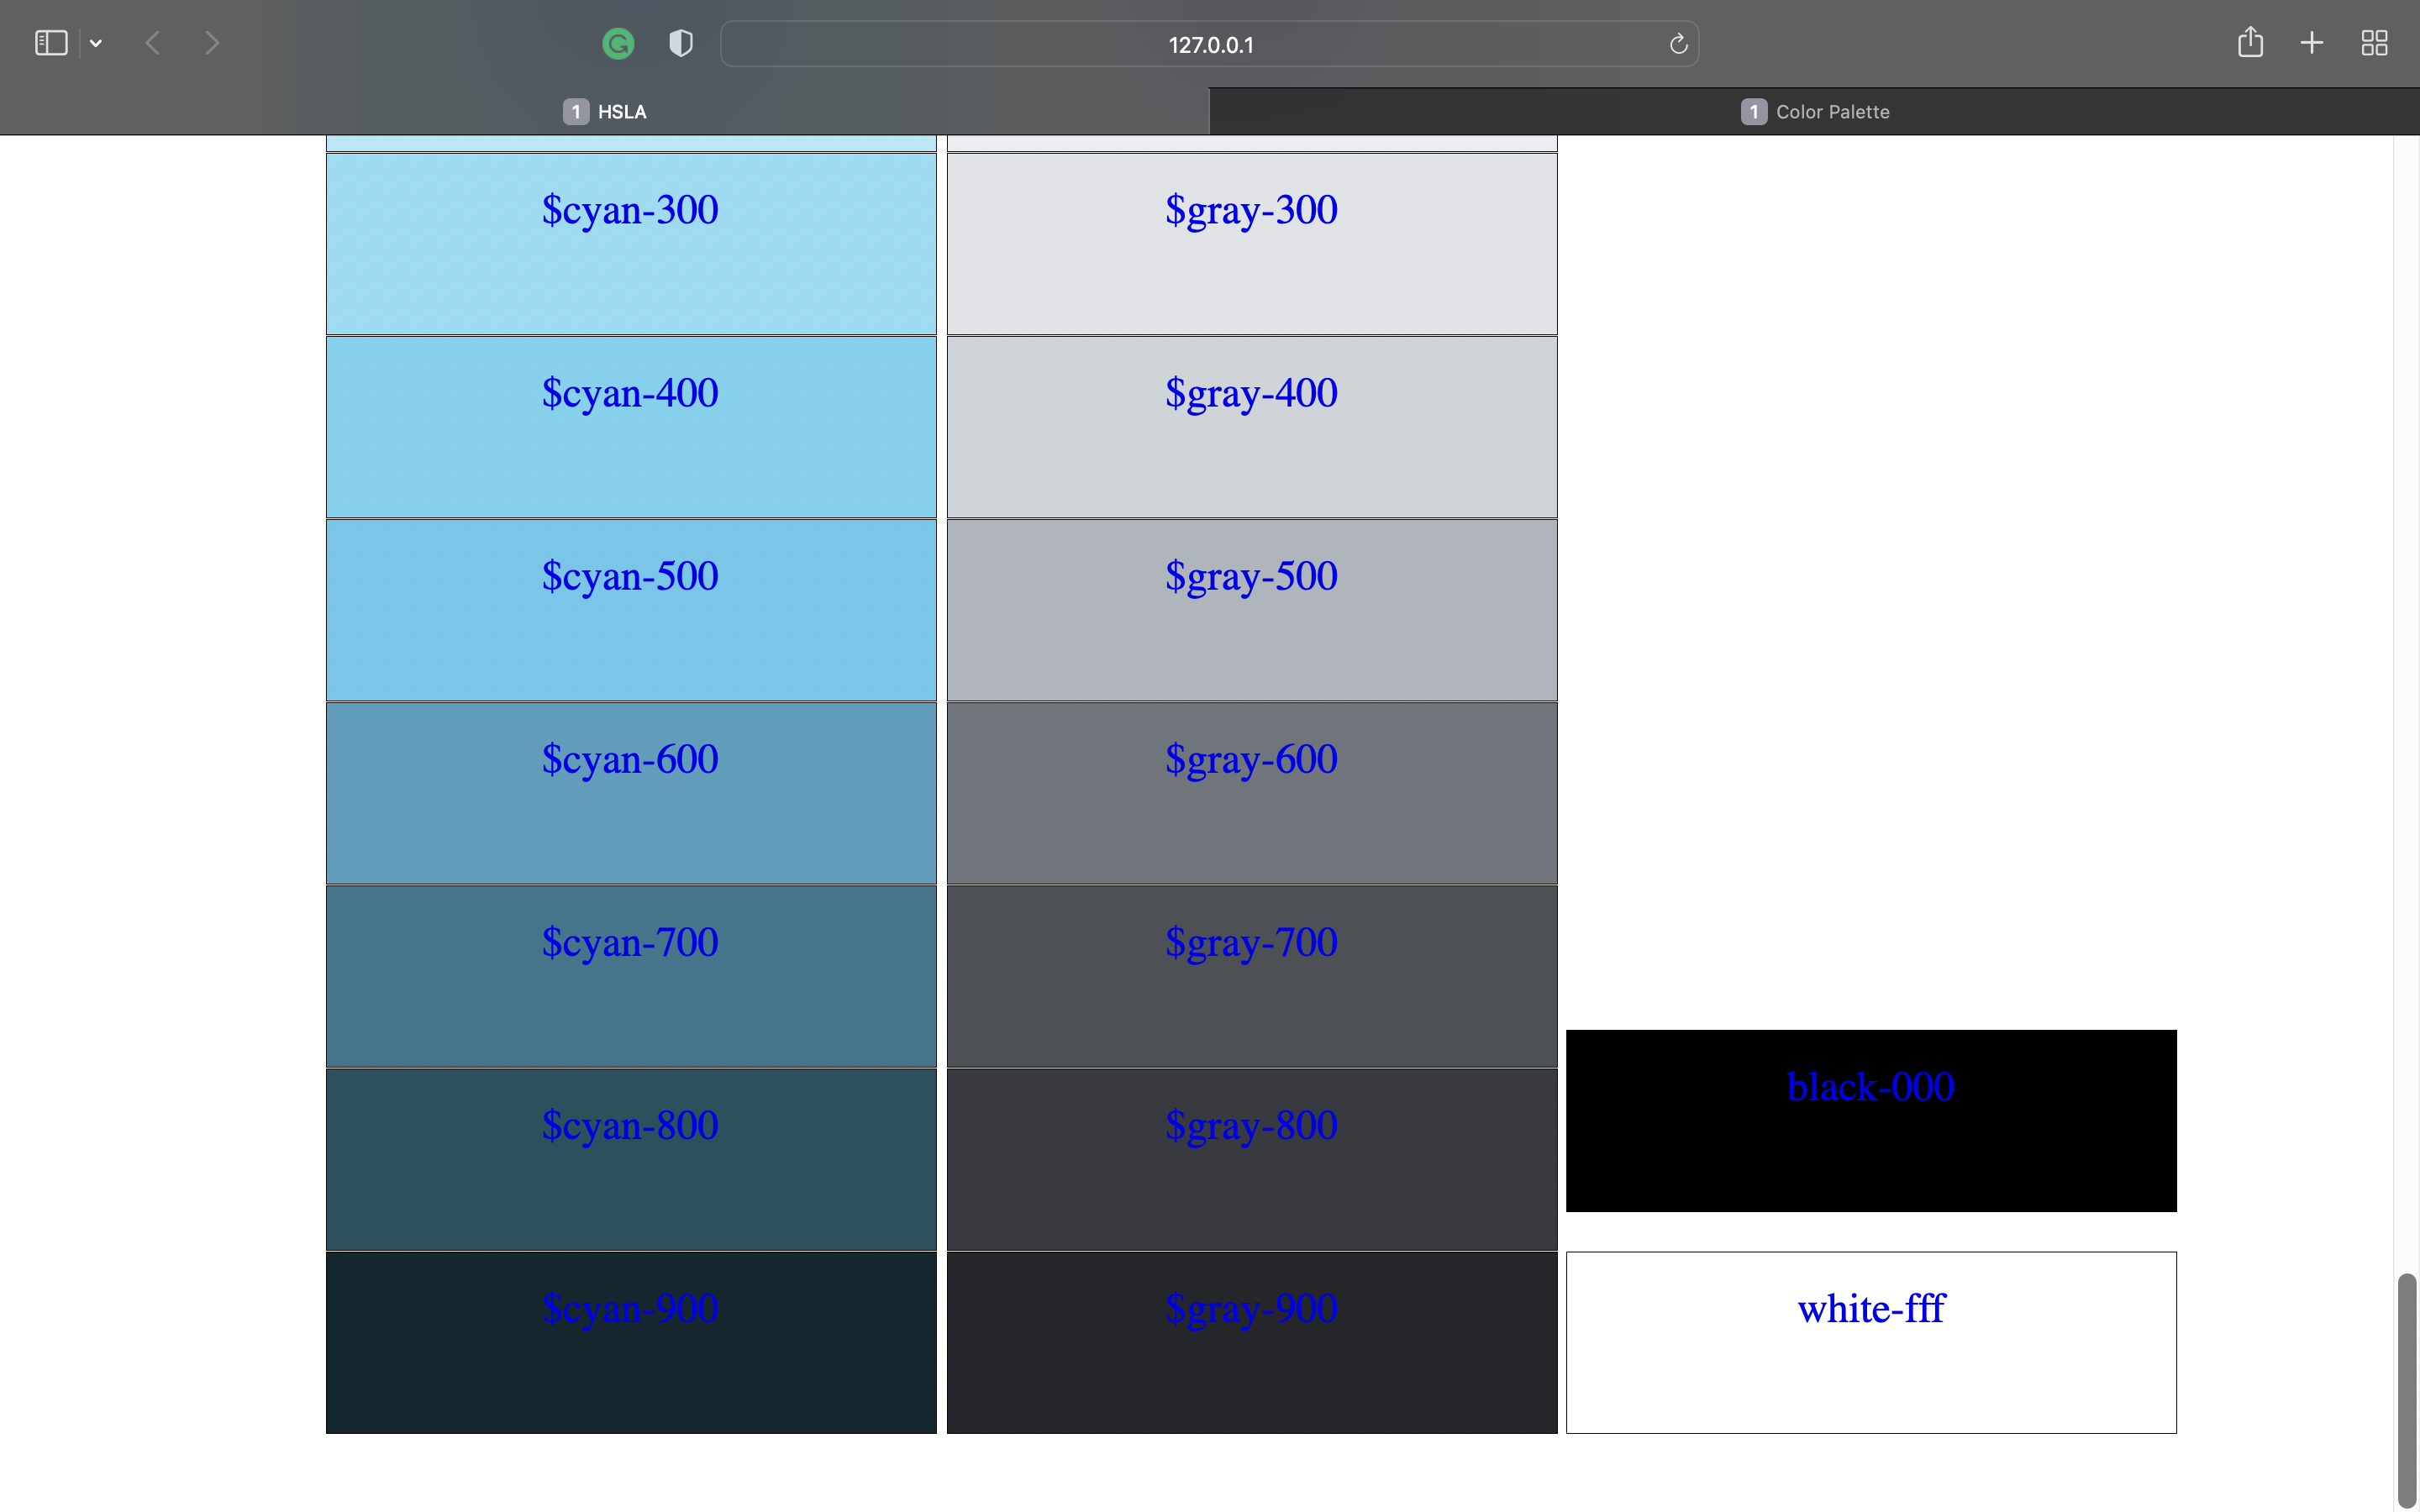 127.0.0.1
1 HSLA
1 Color Palette
$cyan-300 $gray-300
$cyan-400 $gray-400
$cyan-500 $gray-500
$cyan-600 $gray-600
$cyan-700 $gray-700
black-000
$cyan-800 $gray-800
$cyan-900 $gray-900 white-fff